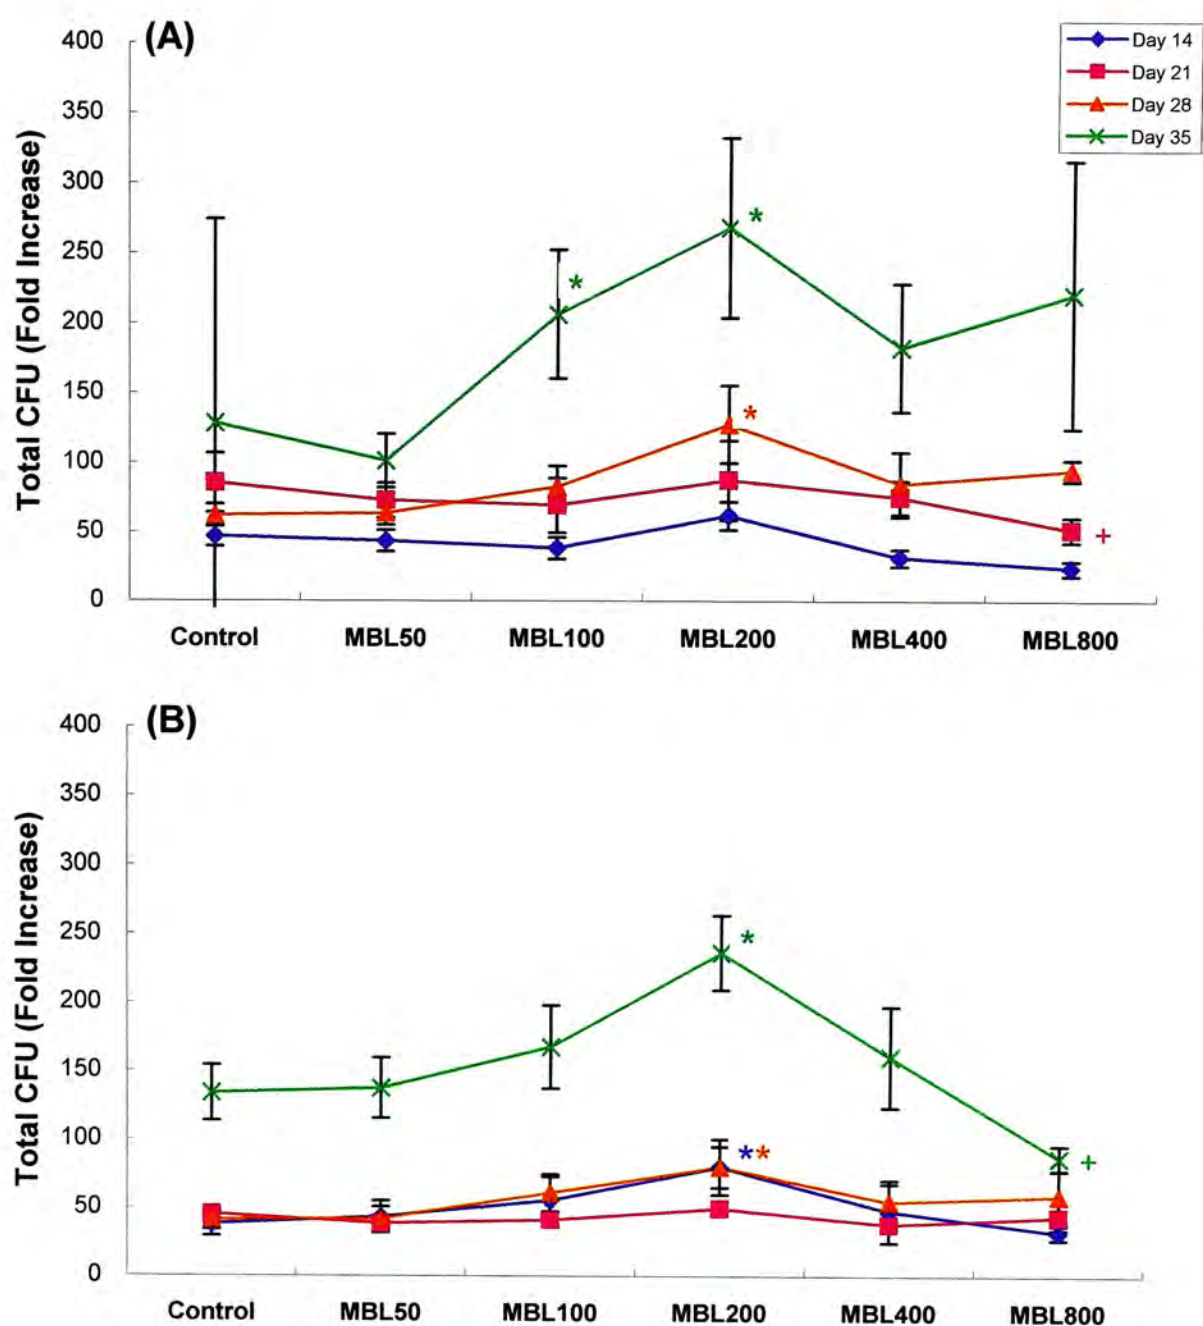 (A)
Total CFU (Fold Increase)
400
350
300
250
200
150
100
50
0
Control MBL50 MBL100 MBL200 MBL400 MBL800
Day 14
Day 21
Day 28
Day 35
*
*
*
+
(B)
Total CFU (Fold Increase)
400
350
300
250
200
150
100
50
0
Control MBL50 MBL100 MBL200 MBL400 MBL800
*
**
+